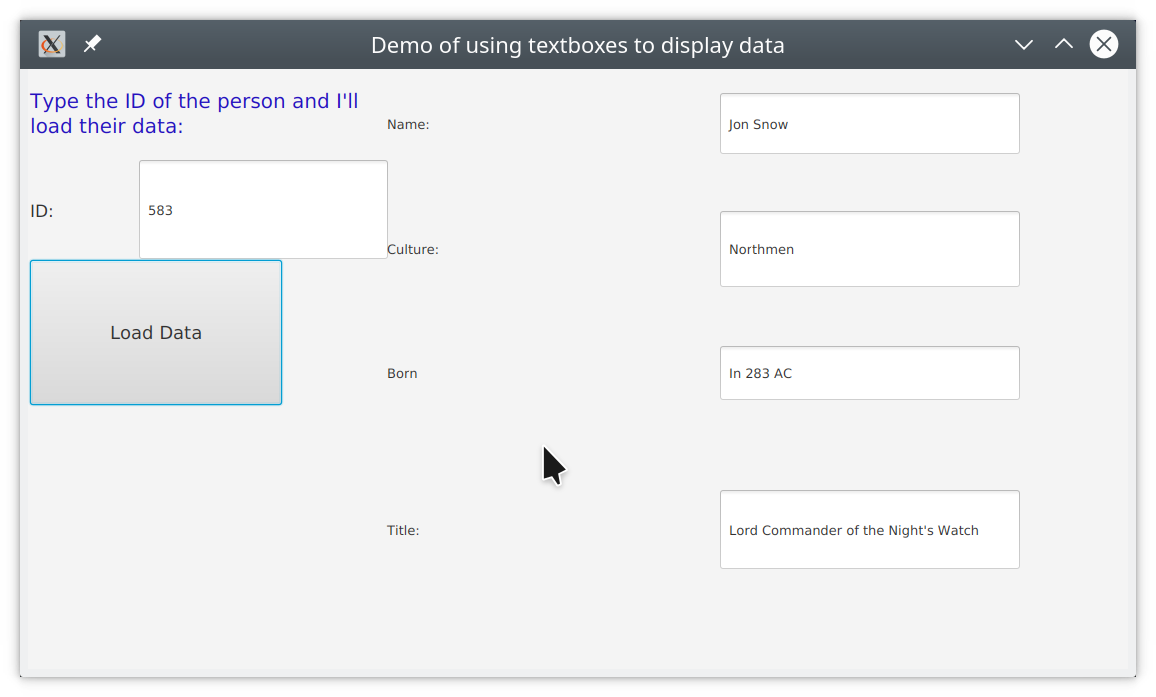 Demo of using textboxes to display data
Type the ID of the person and I'll
load their data:
ID:
583
Load Data
Name:
Jon Snow
Culture:
Northmen
Born
In 283 AC
Title:
Lord Commander of the Night's Watch